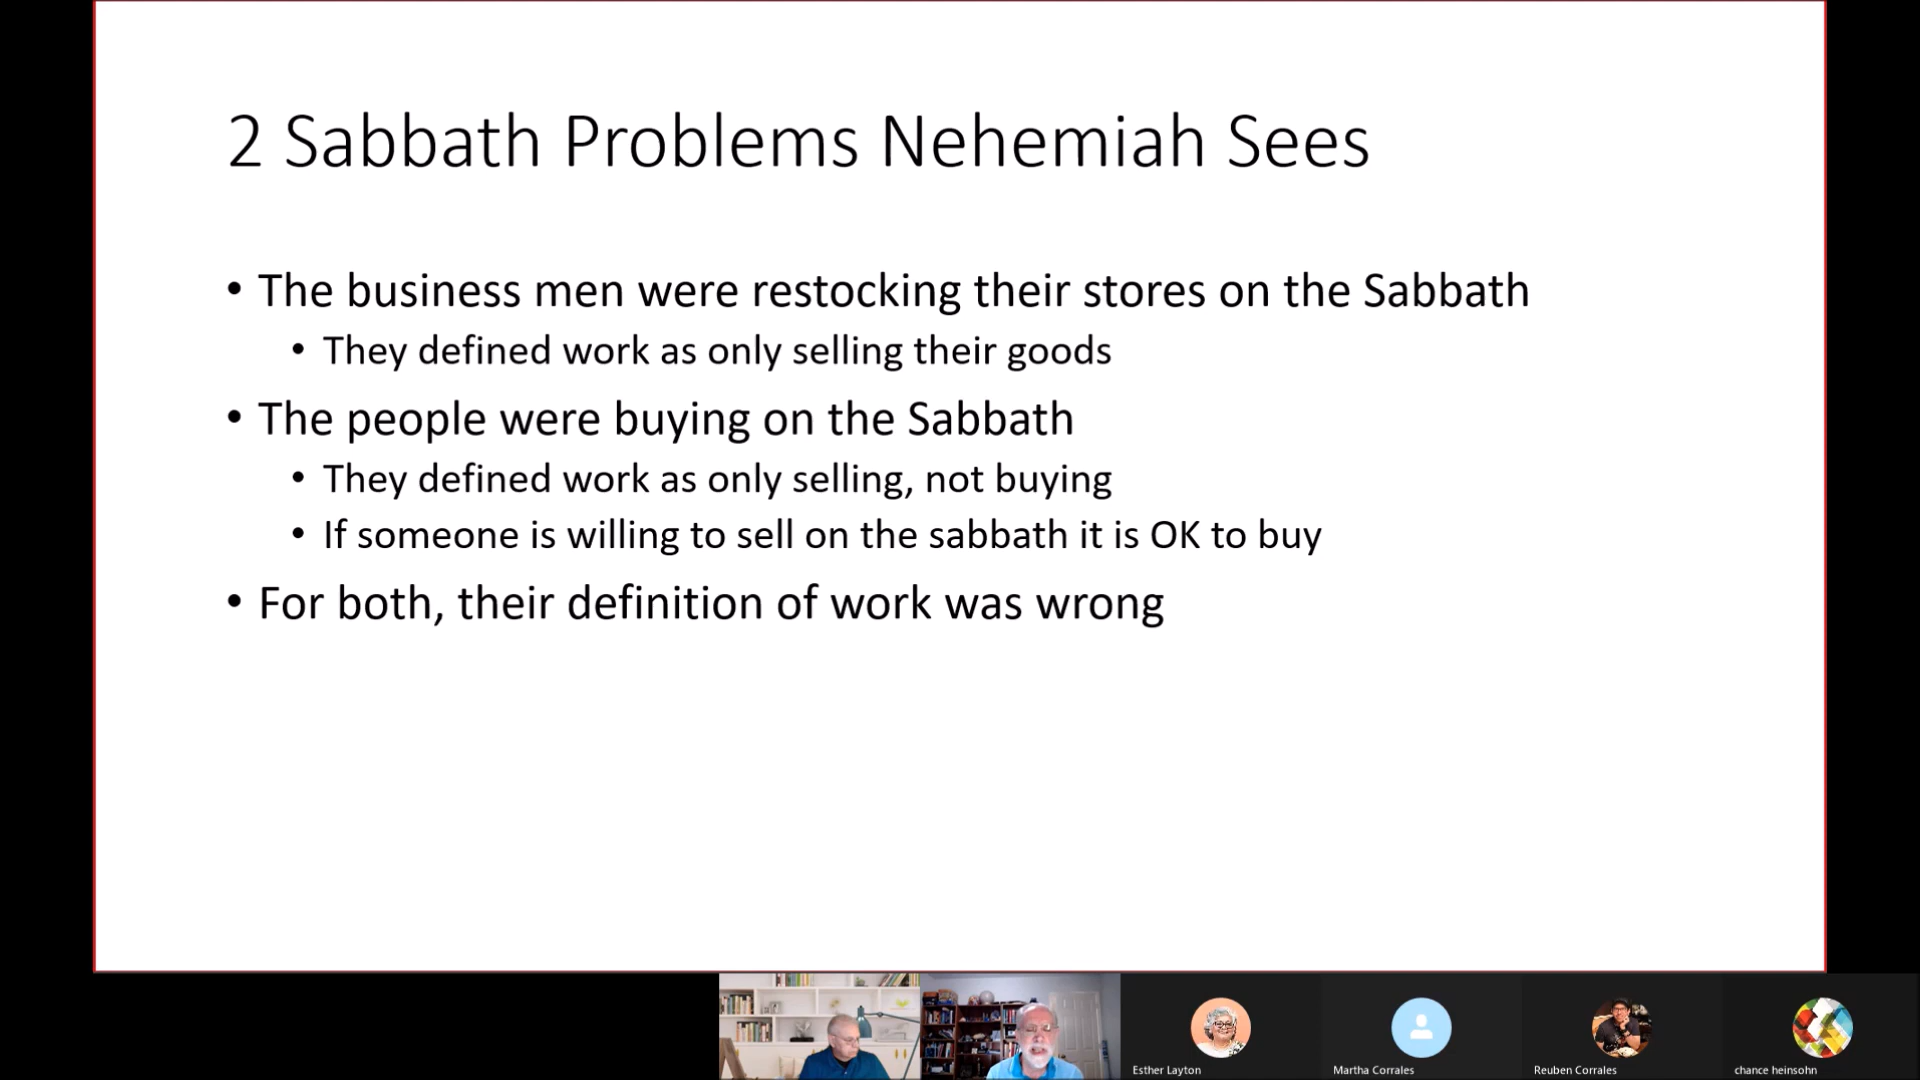 2 Sabbath Problems Nehemiah Sees
• The business men were restocking their stores on the Sabbath
• They defined work as only selling their goods
• The people were buying on the Sabbath
• They defined work as only selling, not buying
• If someone is willing to sell on the sabbath it is OK to buy
• For both, their definition of work was wrong
Esther Layton
Martha Corrales
Reuben Corrales
chance heinsohn